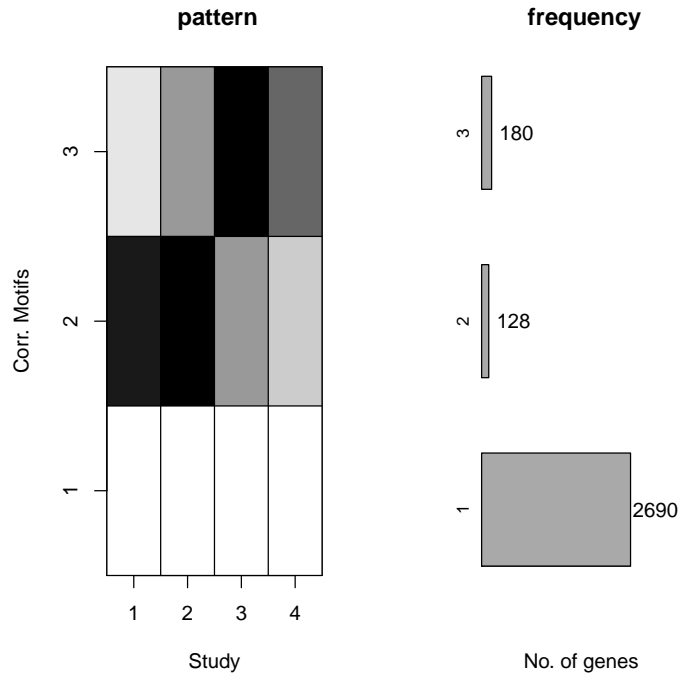 pattern
frequency
Corr. Motifs
3
2
1
1 2 3 4
Study
3
180
2
128
1
2690
No. of genes